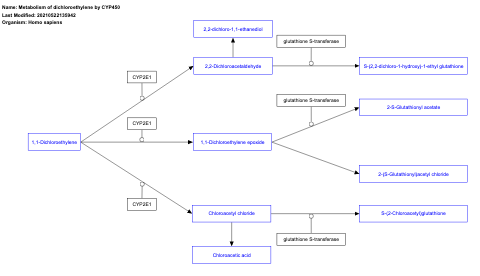 Name: Metabolism of dichloroethylene by CYP450
Last Modified: 20210522135942
Organism: Homo sapiens
2,2-dichloro-1,1-ethanediol
glutathione S-transferase
2,2-Dichloroacetaldehyde
S-(2,2-dichloro-1-hydroxy)-1-ethyl glutathione
CYP2E1
glutathione S-transferase
2-S-Glutathionyl acetate
CYP2E1
1,1-Dichloroethylene
1,1-Dichloroethylene epoxide
2-(S-Glutathionyl)acetyl chloride
CYP2E1
Chloroacetyl chloride
S-(2-Chloroacetyl)glutathione
glutathione S-transferase
Chloroacetic acid